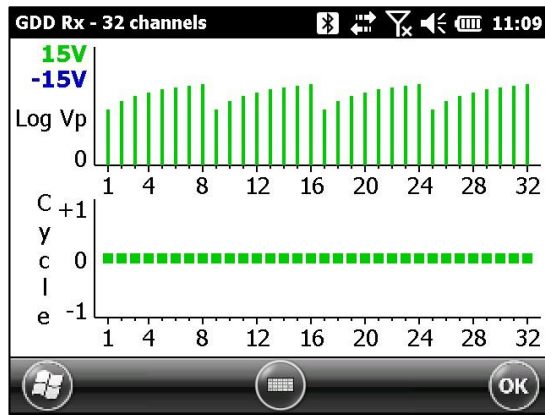 GDD Rx - 32 channels 11:09
15V
-15V
Log Vp
0
1 4 8 12 16 20 24 28 32
Cycle
+1
0
-1
1 4 8 12 16 20 24 28 32
OK